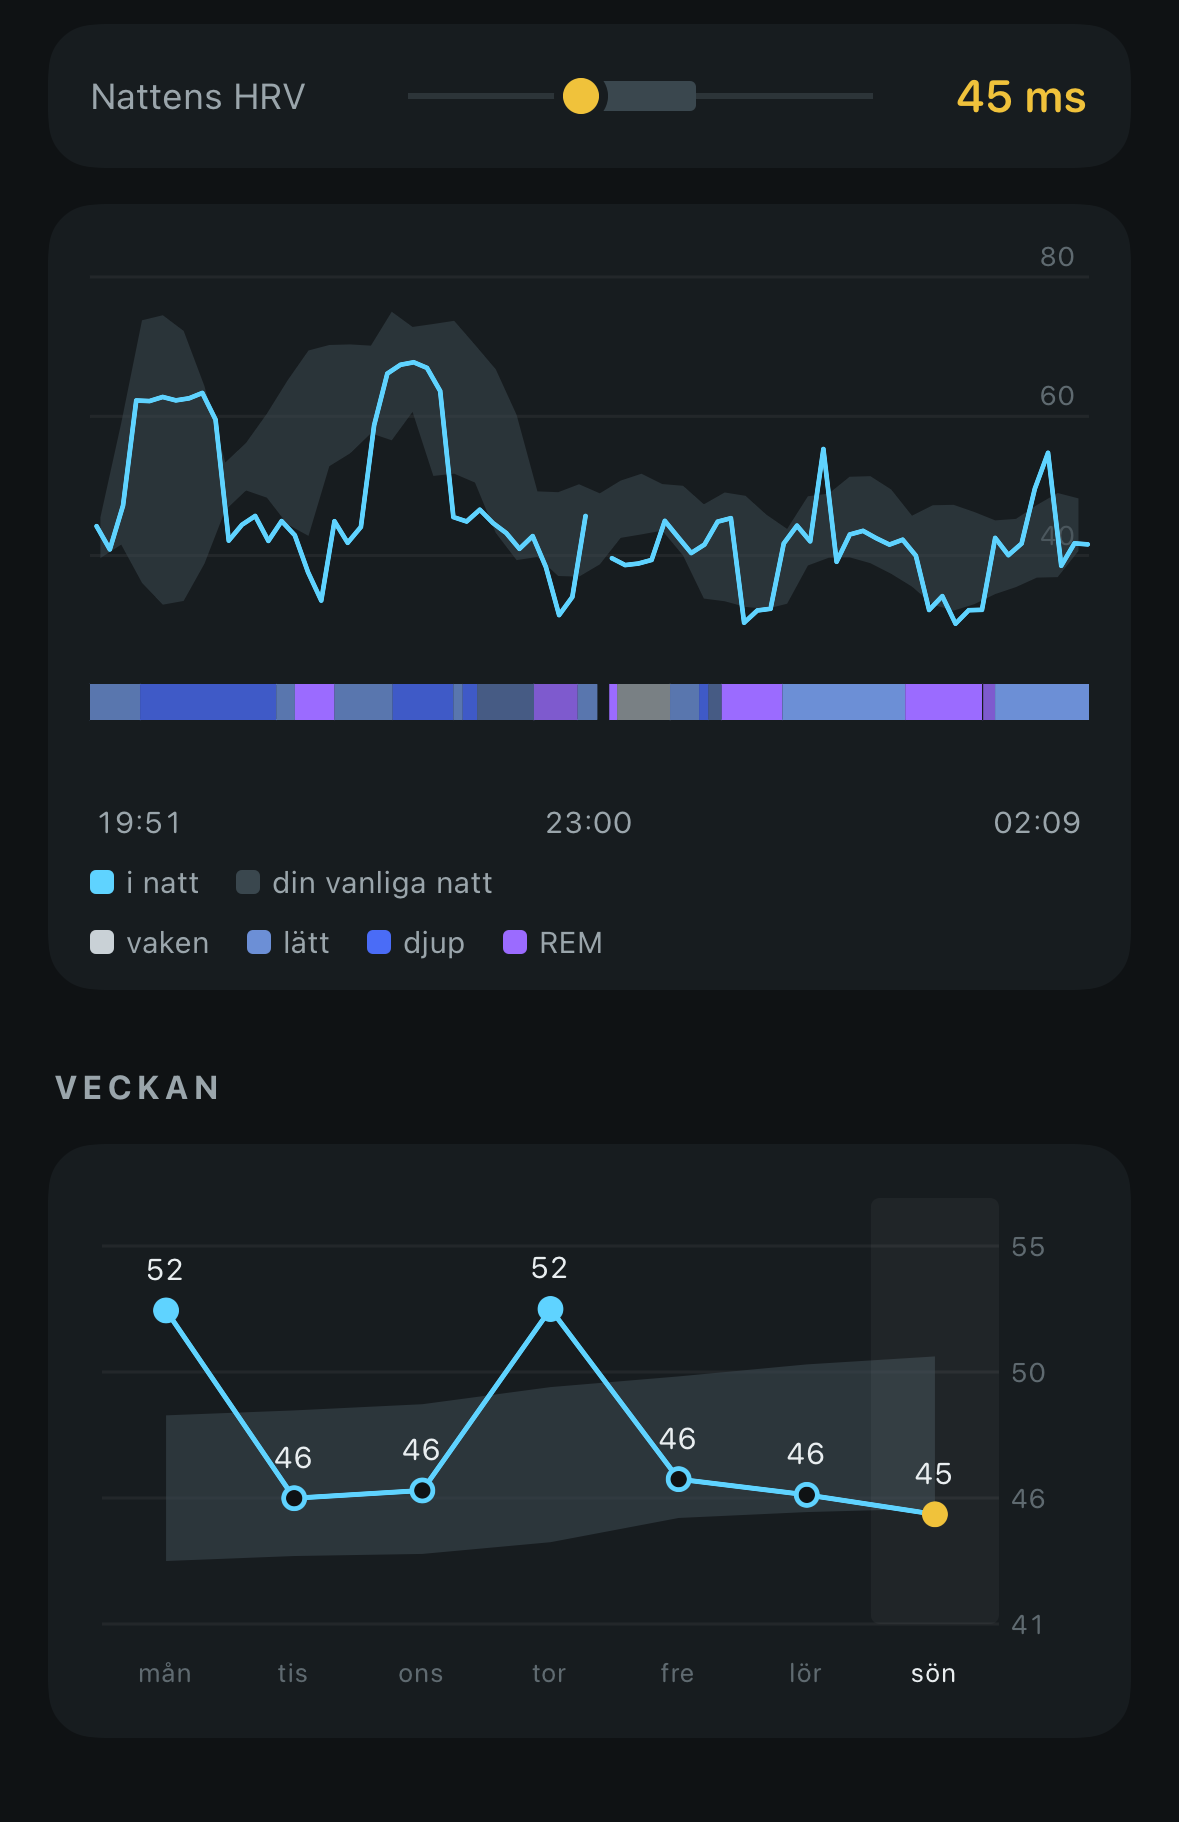 Nattens HRV 45 ms
80
60
40
19:51 23:00 02:09
i natt din vanliga natt
vaken lätt djup REM
VECKAN
55
52 52
50
46 46 46 46 45
46
41
mån tis ons tor fre lör sön